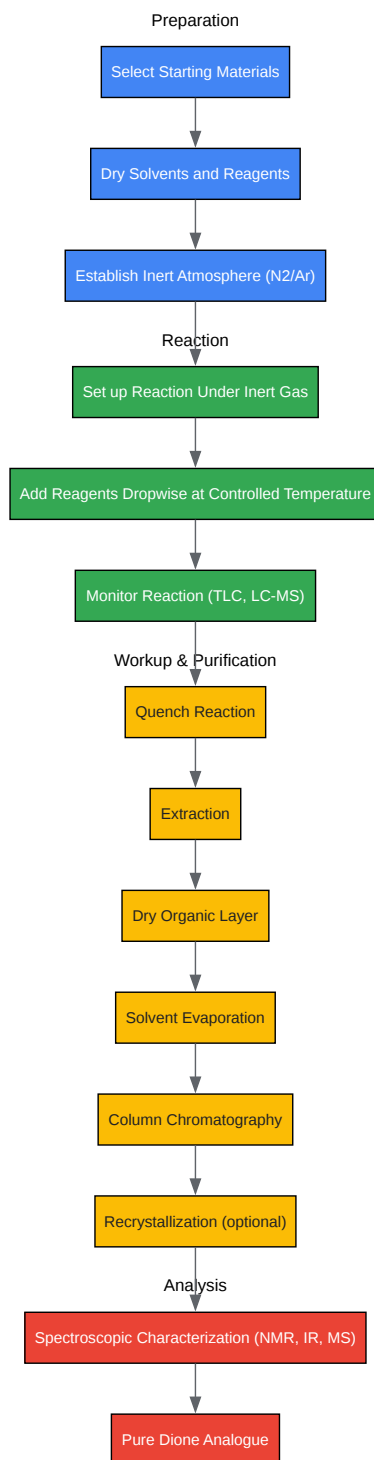 Preparation
Select Starting Materials
Dry Solvents and Reagents
Establish Inert Atmosphere (N2/Ar)
Reaction
Set up Reaction Under Inert Gas
Add Reagents Dropwise at Controlled Temperature
Monitor Reaction (TLC, LC-MS)
Workup & Purification
Quench Reaction
Extraction
Dry Organic Layer
Solvent Evaporation
Column Chromatography
Recrystallization (optional)
Analysis
Spectroscopic Characterization (NMR, IR, MS)
Pure Dione Analogue